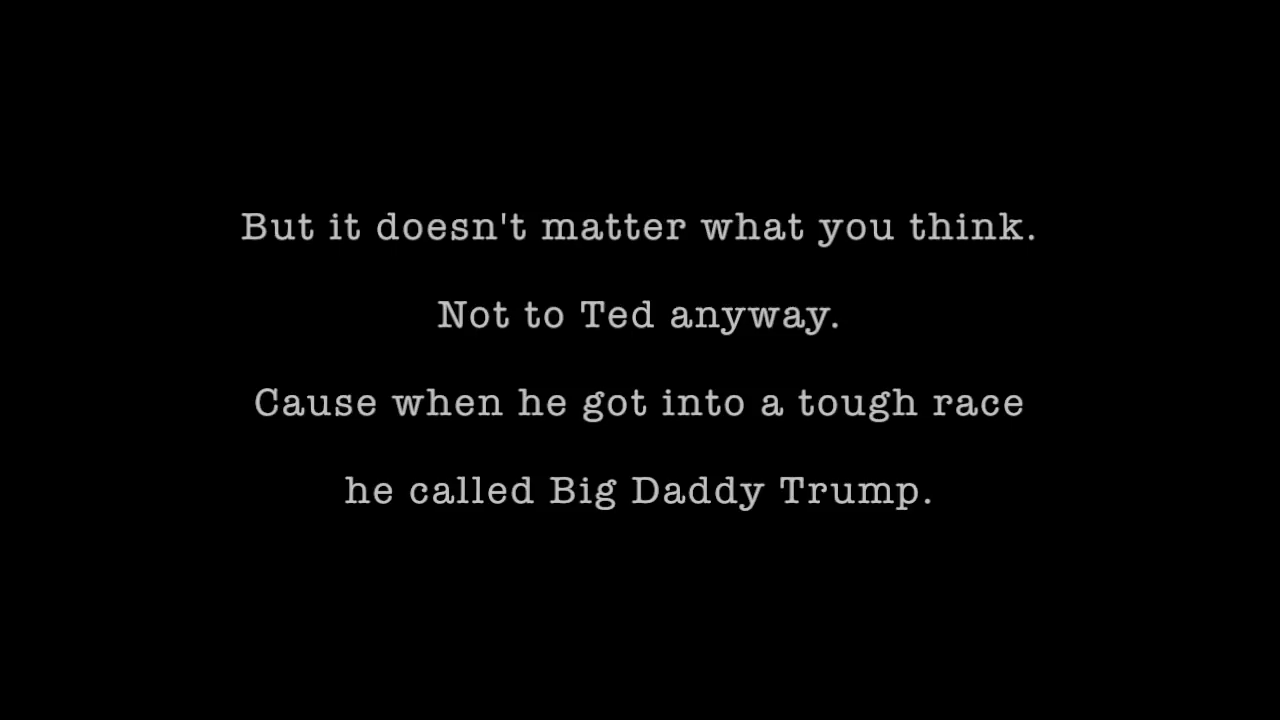 But it doesn't matter what you think.
Not to Ted anyway.
Cause when he got into a tough race
he called Big Daddy Trump.